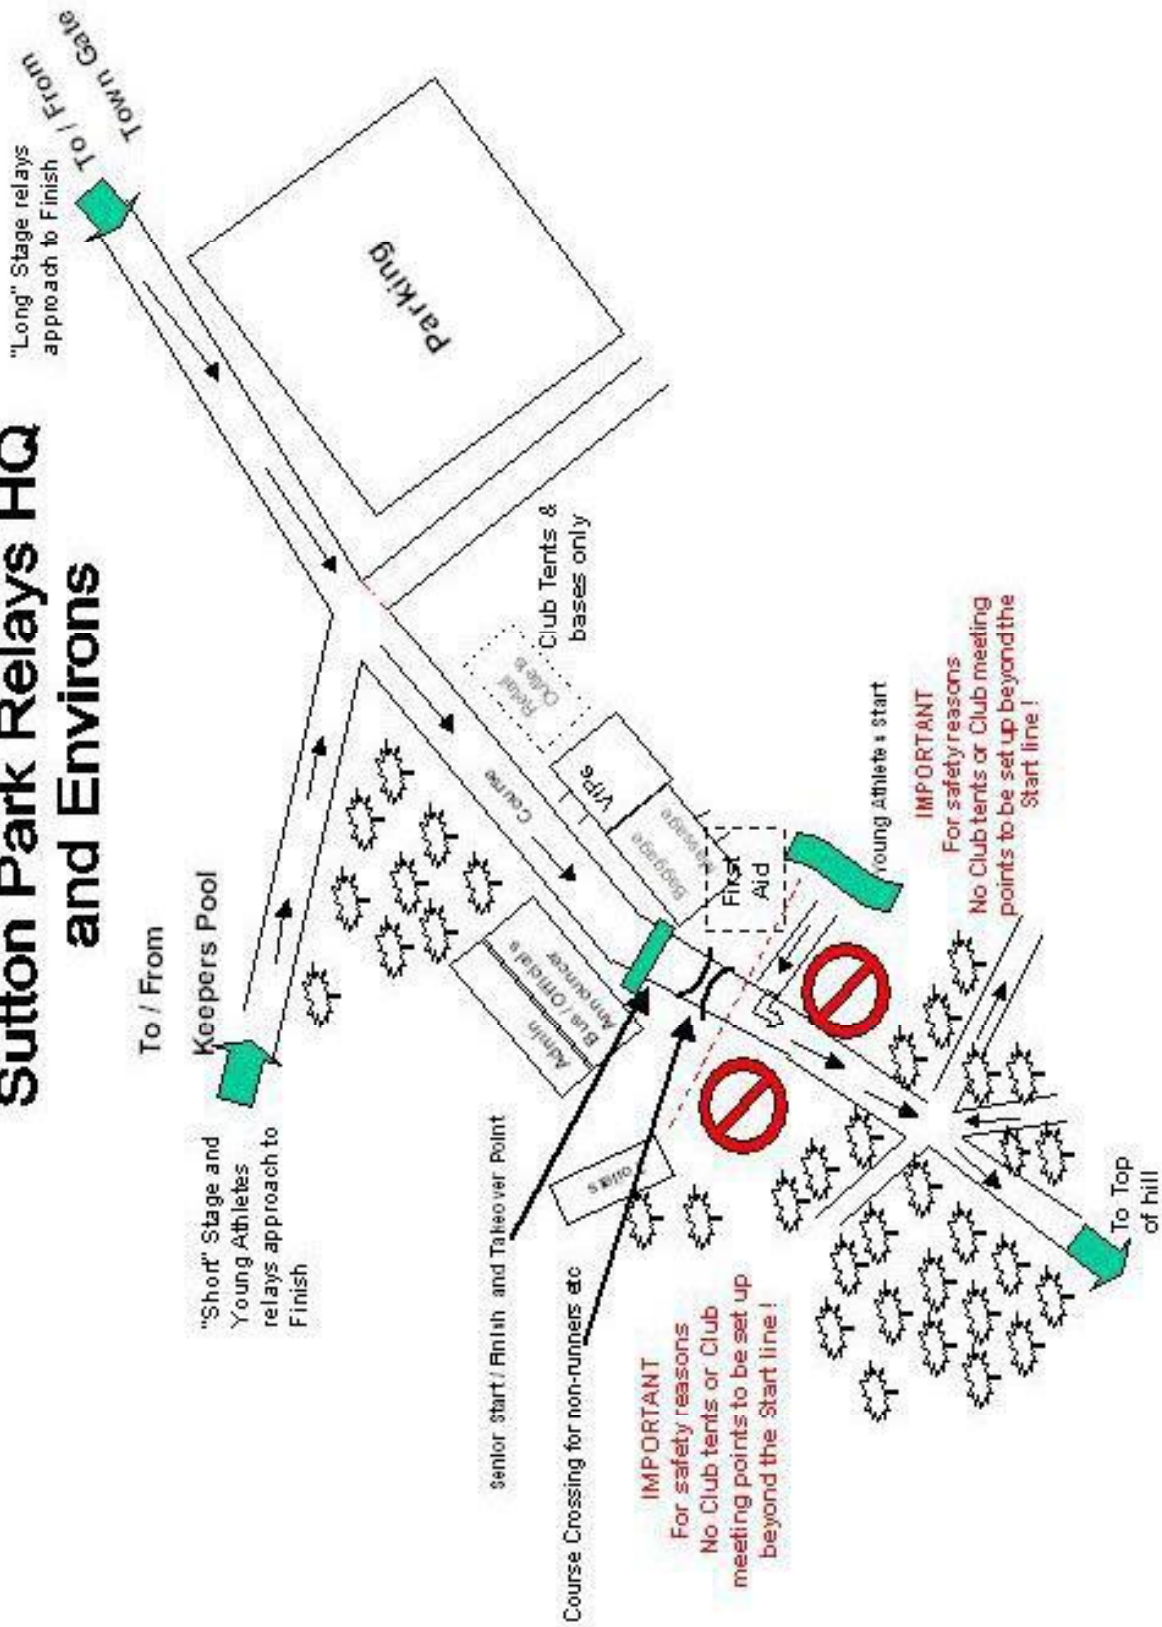 Sutton Park Relays HQ
and Environs
"Long" Stage relays
approach to Finish
To / From
Town Gate
Parking
To / From
Keepers Pool
"Short" Stage and
Young Athletes
relays approach to
Finish
Club Tents &
bases only
Retail
Outlets
Course
VIPs
Baggage
Massage
First
Aid
Admin
Bus / Officials
Announcer
Toilets
Young Athletes Start
IMPORTANT
For safety reasons
No Club tents or Club meeting
points to be set up beyond the
Start line!
Senior Start / Finish and Takeover Point
Course Crossing for non-runners etc
IMPORTANT
For safety reasons
No Club tents or Club
meeting points to be set up
beyond the Start line!
To Top
of hill